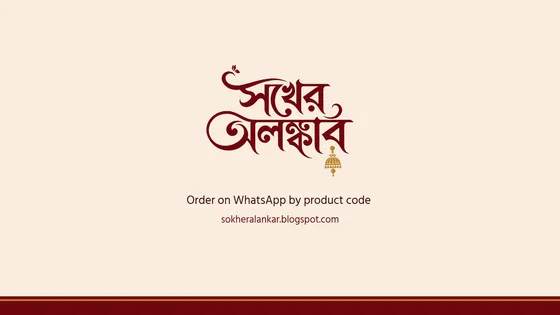 সখের
অলঙ্কার
Order on WhatsApp by product code
sokheralankar.blogspot.com